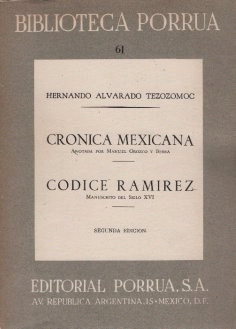 BIBLIOTECA PORRUA
61
HERNANDO ALVARADO TEZOZOMOC
CRONICA MEXICANA
ANOTADA POR MANUEL OROZCO Y BERRA
CODICE RAMIREZ
MANUSCRITO DEL SIGLO XVI
SEGUNDA EDICION
EDITORIAL PORRUA, S.A.
AV. REPUBLICA ARGENTINA, 15 - MEXICO, D.F.